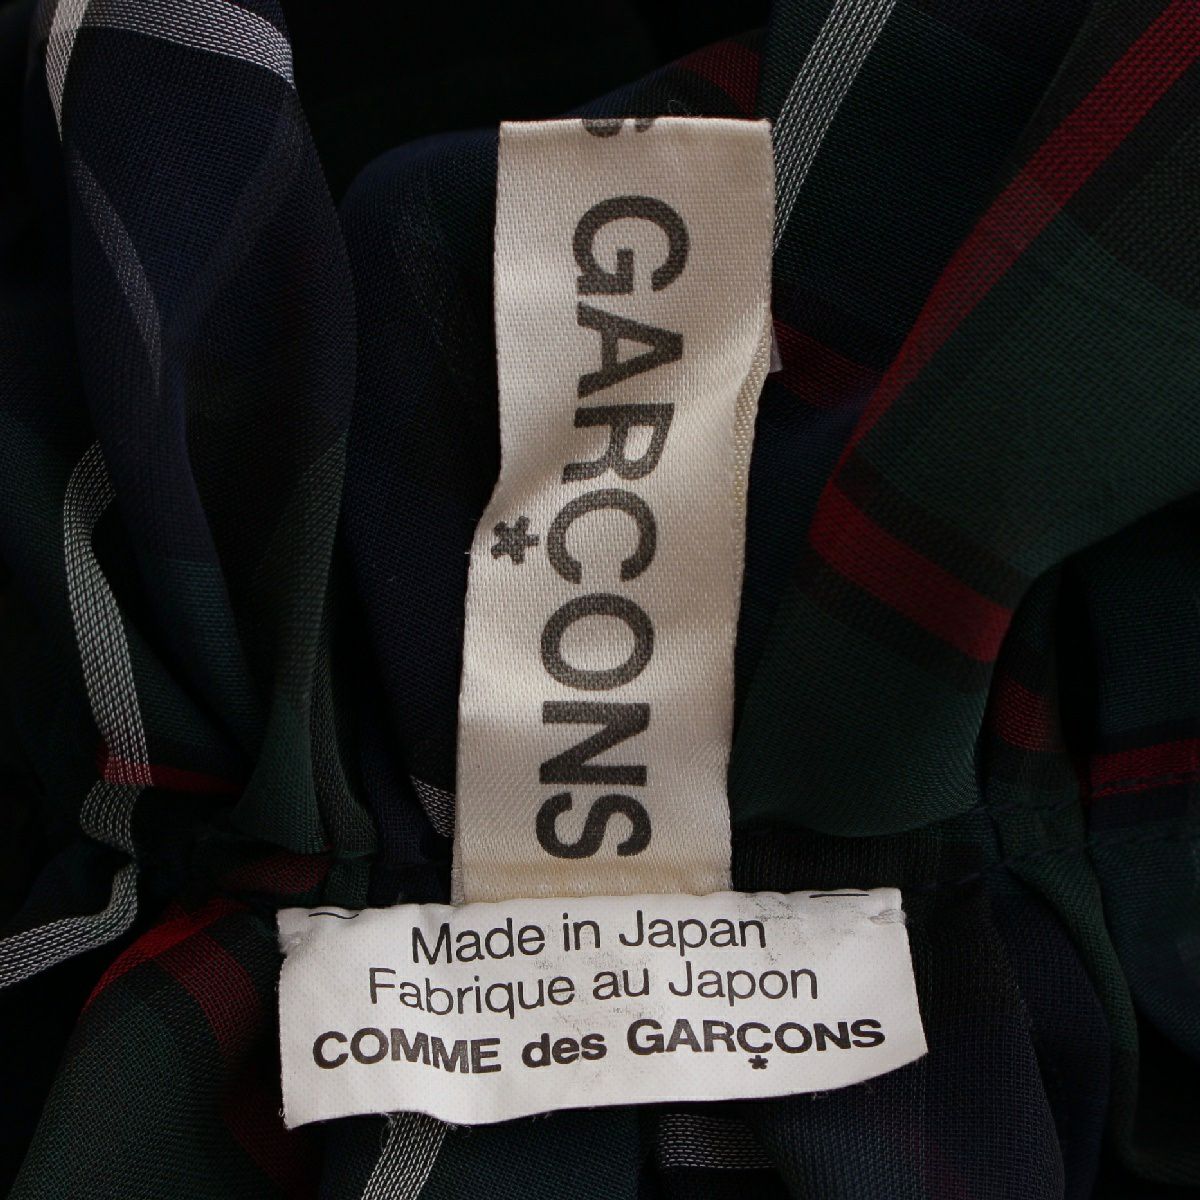 S GARÇONS
Made in Japan
Fabrique au Japon
COMME des GARÇONS